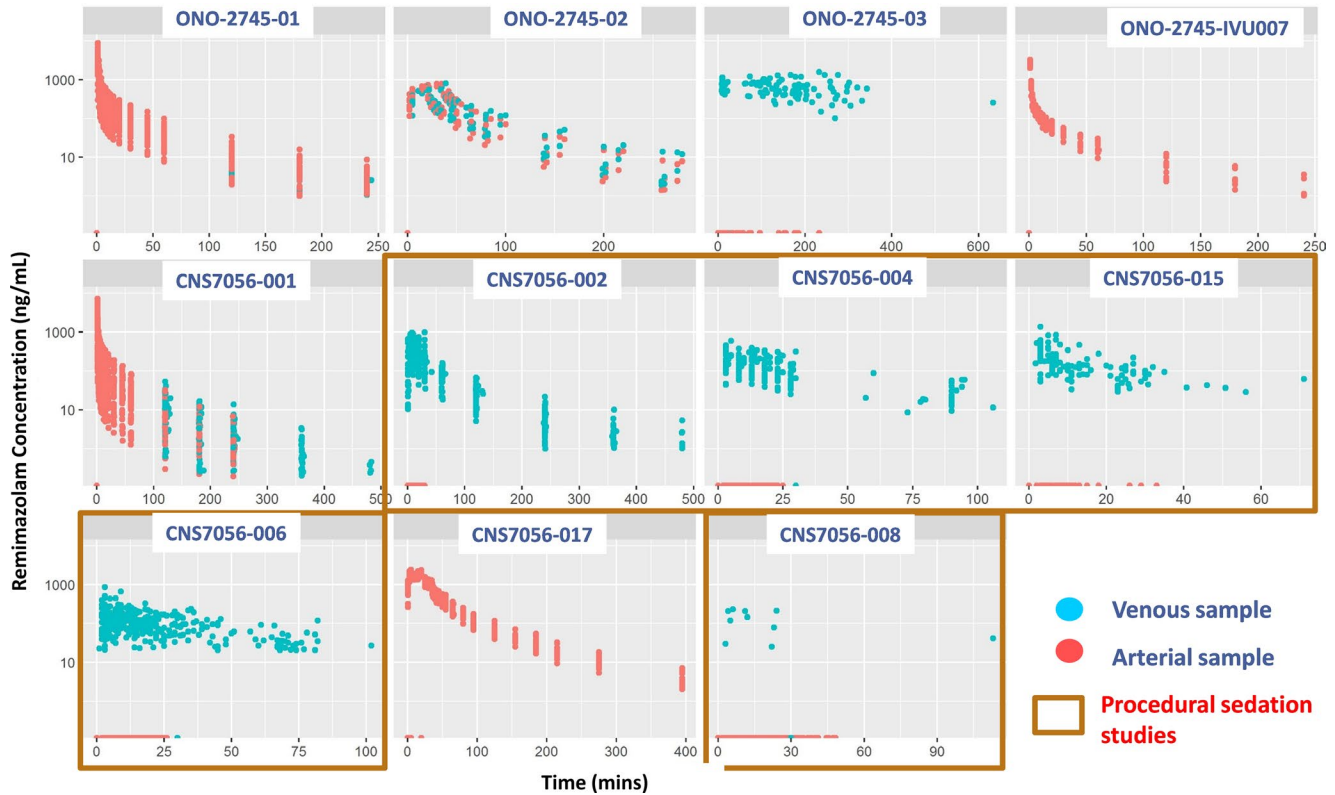 ONO-2745-01 ONO-2745-02 ONO-2745-03 ONO-2745-IVU007
1000
10
0 50 100 150 200 250 0 100 200 0 200 400 600 0 50 100 150 200 250
Remimazolam Concentration (ng/mL)
CNS7056-001 CNS7056-002 CNS7056-004 CNS7056-015
1000
10
0 100 200 300 400 500 0 100 200 300 400 500 0 25 50 75 100 0 20 40 60
CNS7056-006 CNS7056-017 CNS7056-008
1000
10
0 25 50 75 100 0 100 200 300 400 0 30 60 90
Venous sample
Arterial sample
Procedural sedation
studies
Time (mins)